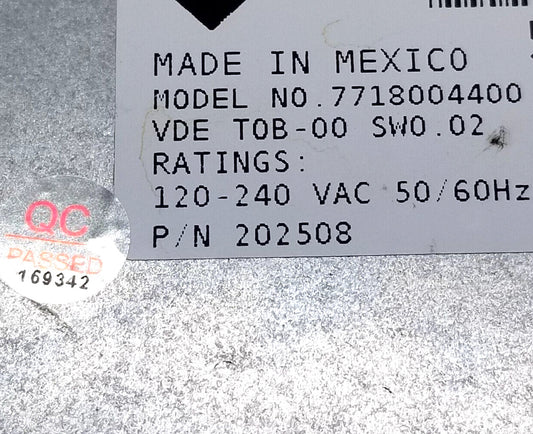 MADE IN MEXICO
MODEL NO.7718004400
VDE TOB-00 SW0.02
RATINGS:
120-240 VAC 50/60Hz
P/N 202508
QC
PASSED
169342